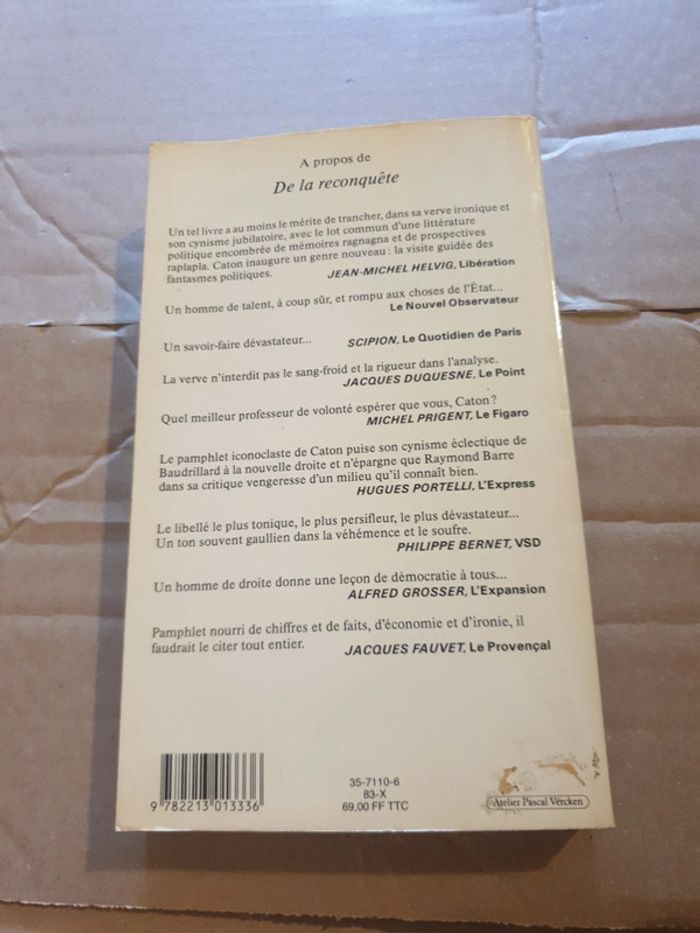 A propos de
De la reconquête
Un tel livre a au moins le mérite de trancher, dans sa verve ironique et
son cynisme jubilatoire, avec le lot commun d'une littérature
politique encombrée de mémoires ragnagna et de prospectives
raplapla. Caton inaugure un genre nouveau : la visite guidée des
fantasmes politiques. JEAN-MICHEL HELVIG, Libération
Un homme de talent, à coup sûr, et rompu aux choses de l'État...
Le Nouvel Observateur
Un savoir-faire dévastateur... SCIPION, Le Quotidien de Paris
La verve n'interdit pas le sang-froid et la rigueur dans l'analyse.
JACQUES DUQUESNE, Le Point
Quel meilleur professeur de volonté espérer que vous, Caton ?
MICHEL PRIGENT, Le Figaro
Le pamphlet iconoclaste de Caton puise son cynisme éclectique de
Baudrillard à la nouvelle droite et n'épargne que Raymond Barre
dans sa critique vengeresse d'un milieu qu'il connaît bien.
HUGUES PORTELLI, L'Express
Le libellé le plus tonique, le plus persifleur, le plus dévastateur...
Un ton souvent gaullien dans la véhémence et le soufre.
PHILIPPE BERNET, VSD
Un homme de droite donne une leçon de démocratie à tous...
ALFRED GROSSER, L'Expansion
Pamphlet nourri de chiffres et de faits, d'économie et d'ironie, il
faudrait le citer tout entier. JACQUES FAUVET, Le Provençal
35-7110-6
83-X
69,00 FF TTC
9 782213 013336
Atelier Pascal Vercken